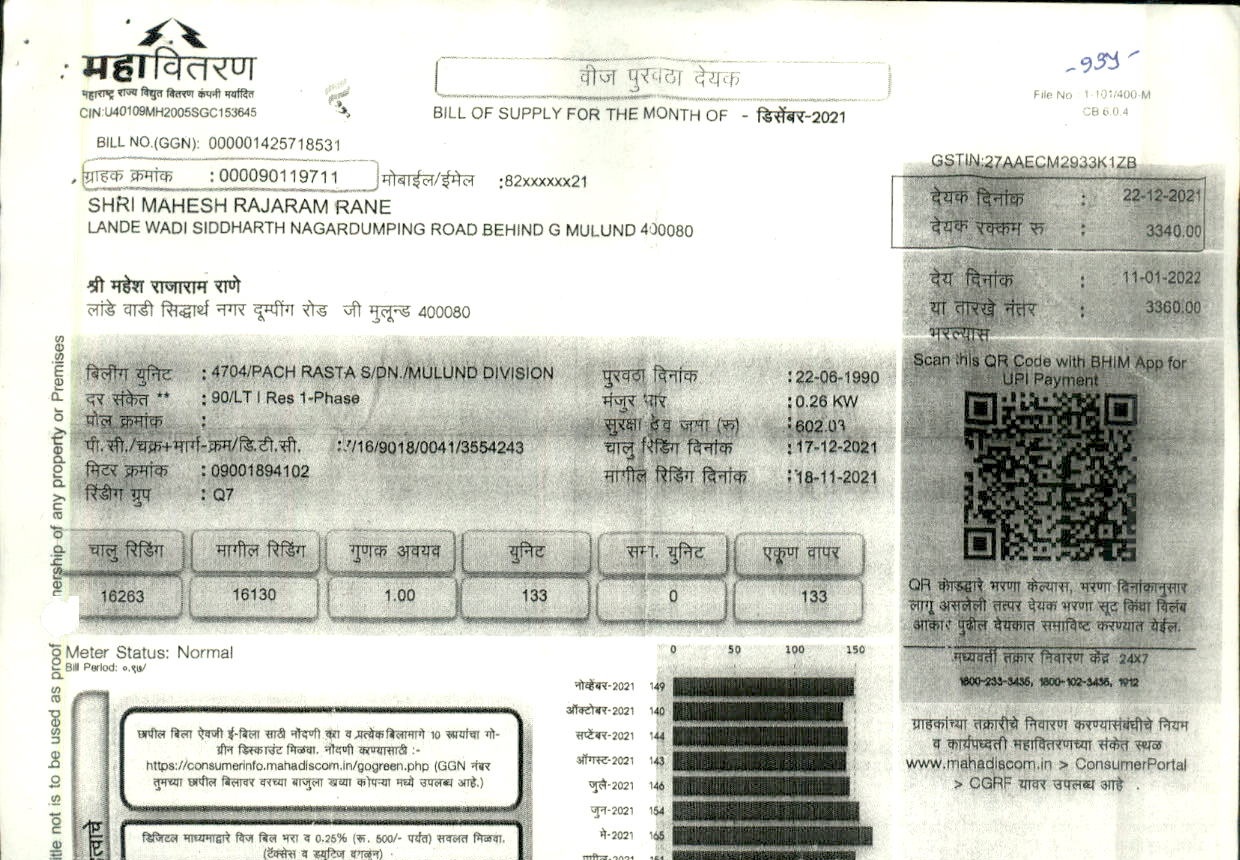 महावितरण
महाराष्ट्र राज्य विद्युत वितरण कंपनी मर्यादित
CIN:U40109MH2005SGC153645
वीज पुरवठा देयक
BILL OF SUPPLY FOR THE MONTH OF - डिसेंबर-2021
File No : 1-101/400-M
CB 6.0.4
BILL NO.(GGN): 000001425718531
GSTIN:27AAECM2933K1ZB
ग्राहक क्रमांक : 000090119711 मोबाईल/ईमेल :82xxxxxx21
SHRI MAHESH RAJARAM RANE
LANDE WADI SIDDHARTH NAGARDUMPING ROAD BEHIND G MULUND 400080
देयक दिनांक : 22-12-2021
देयक रक्कम रु : 3340.00
देय दिनांक : 11-01-2022
या तारखे नंतर : 3360.00
भरल्यास
श्री महेश राजाराम राणे
लांडे वाडी सिद्धार्थ नगर दूम्पींग रोड जी मुलून्ड 400080
बिलींग युनिट : 4704/PACH RASTA S/DN./MULUND DIVISION
दर संकेत ** : 90/LT I Res 1-Phase
पोल क्रमांक :
पी.सी./चक्र+मार्ग-क्रम/डि.टी.सी. :7/16/9018/0041/3554243
मिटर क्रमांक : 09001894102
रिडींग ग्रुप : Q7
पुरवठा दिनांक :22-06-1990
मंजुर भार :0.26 KW
सुरक्षा ठेव जमा (रु) :602.03
चालु रिडिंग दिनांक :17-12-2021
मागील रिडिंग दिनांक :18-11-2021
Scan this QR Code with BHIM App for
UPI Payment
QR कोडद्वारे भरणा केल्यास, भरणा दिनांकानुसार
लागू असलेली तत्पर देयक भरणा सूट किंवा विलंब
आकार पुढील देयकात समाविष्ट करण्यात येईल.
मध्यवर्ती तक्रार निवारण केंद्र 24X7
1800-233-3435, 1800-102-3435, 1912
ग्राहकांच्या तक्रारीचे निवारण करण्यासंबंधीचे नियम
व कार्यपध्दती महावितरणच्या संकेत स्थळ
www.mahadiscom.in > ConsumerPortal
> CGRF यावर उपलब्ध आहे .
चालु रिडिंग मागील रिडिंग गुणक अवयव युनिट समा. युनिट एकूण वापर
16263 16130 1.00 133 0 133
Meter Status: Normal
Bill Period: ०.९७/
छापील बिला ऐवजी ई-बिला साठी नोंदणी करा व प्रत्येकबिलामागे 10 रूपयांचा गो-
ग्रीन डिस्काउंट मिळवा. नोंदणी करण्यासाठी :-
https://consumerinfo.mahadiscom.in/gogreen.php (GGN नंबर
तुमच्या छापील बिलावर वरच्या बाजुला डाव्या कोपऱ्या मध्ये उपलब्ध आहे.)
डिजिटल माध्यमाद्वारे विज बिल भरा व 0.25% (रू. 500/- पर्यंत) सवलत मिळवा.
(टॅक्सेस व ड्युटिज वगळून)
0 50 100 150
नोव्हेंबर-2021 149
ऑक्टोबर-2021 140
सप्टेंबर-2021 144
ऑगस्ट-2021 143
जुलै-2021 146
जुन-2021 154
मे-2021 165
nership of any property or Premises
title not is to be used as proof